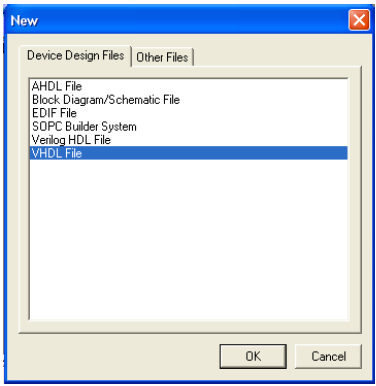 New
Device Design Files Other Files
AHDL File
Block Diagram/Schematic File
EDIF File
SOPC Builder System
Verilog HDL File
VHDL File
OK Cancel